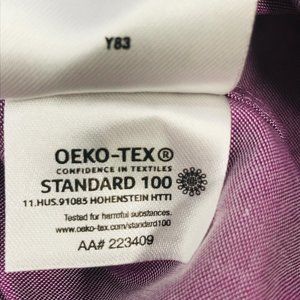 Y83
OEKO-TEX®
CONFIDENCE IN TEXTILES
STANDARD 100
11.HUS.91085 HOHENSTEIN HTTI
Tested for harmful substances.
www.oeko-tex.com/standard100
AA# 223409